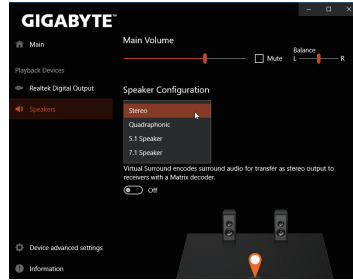 GIGABYTE™
Main
Playback Devices
Realtek Digital Output
Speakers
Device advanced settings
Information
Main Volume
Mute
Balance
L R
Speaker Configuration
Stereo
Quadraphonic
5.1 Speaker
7.1 Speaker
Virtual Surround encodes surround audio for transfer as stereo output to
receivers with a Matrix decoder.
Off